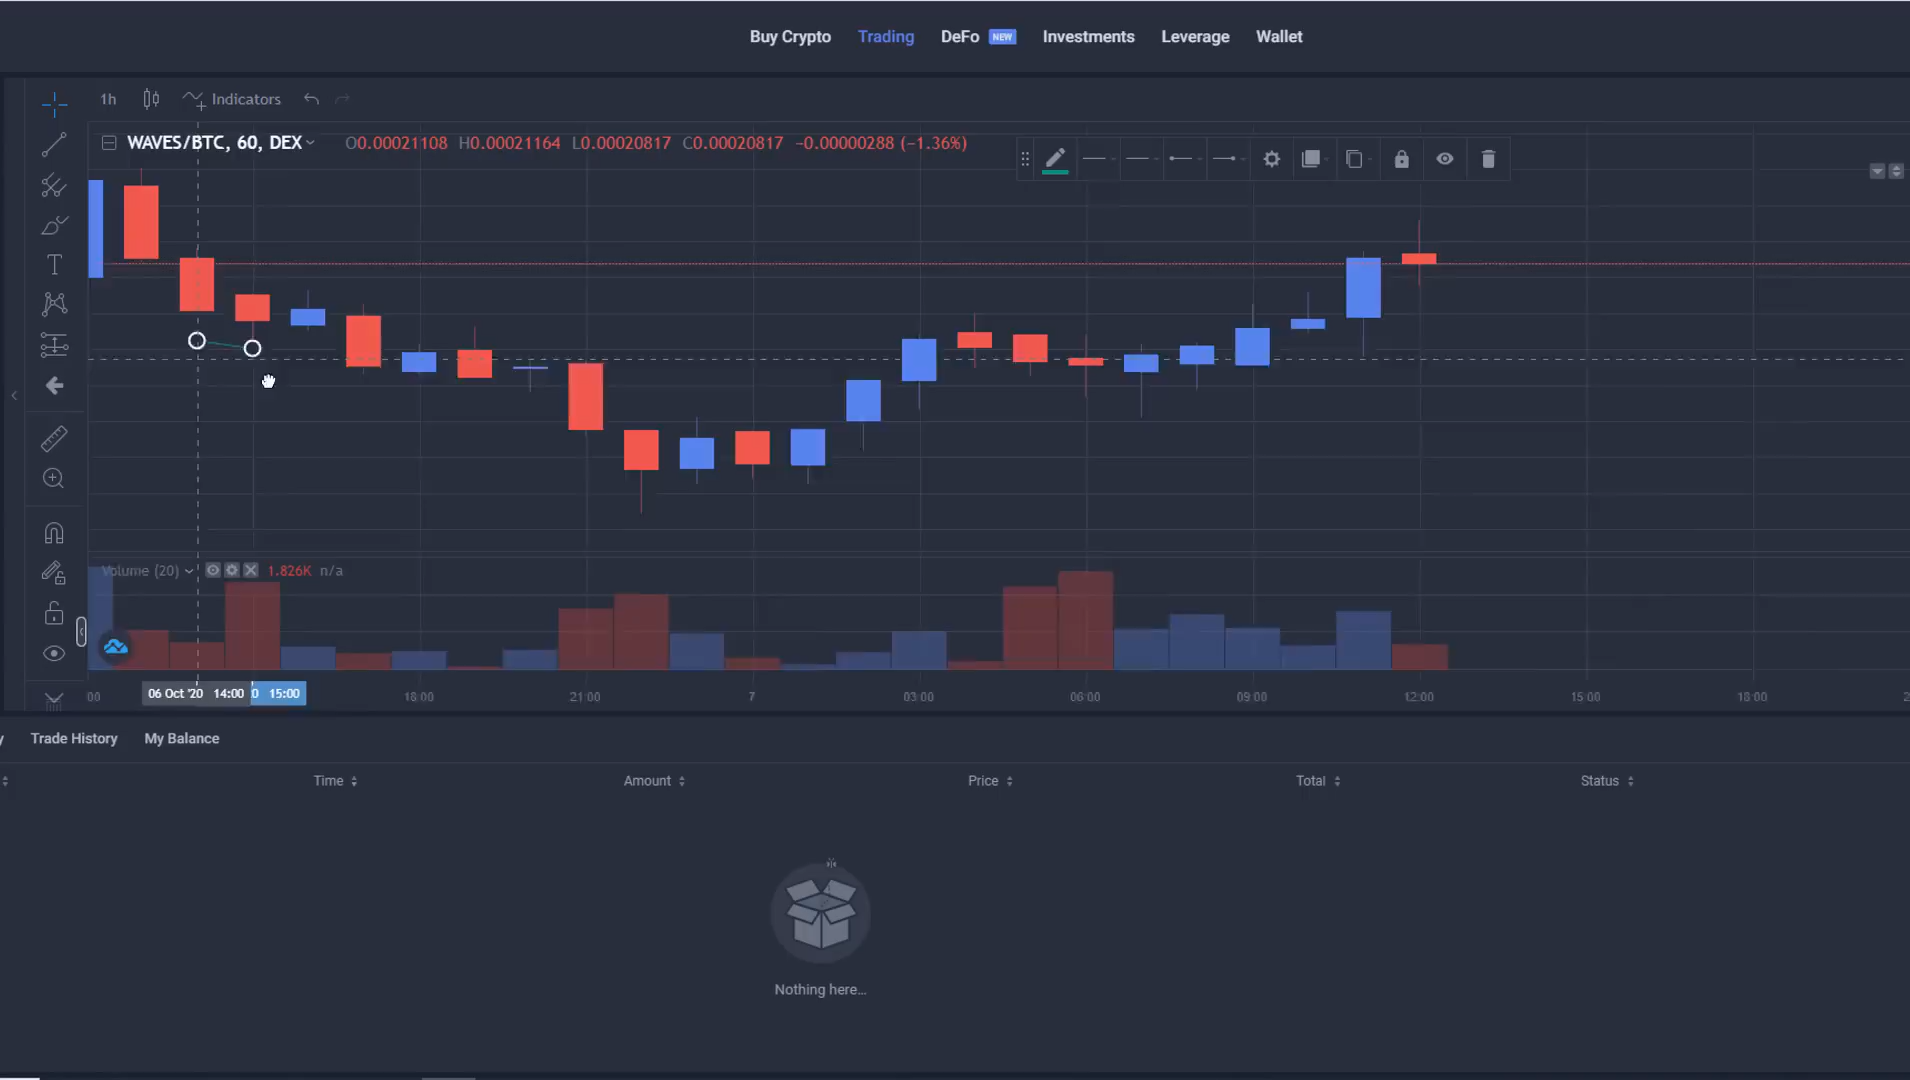 Buy Crypto Trading DeFo NEW Investments Leverage Wallet
1h Indicators
WAVES/BTC, 60, DEX O0.00021108 H0.00021164 L0.00020817 C0.00020817 −0.00000288 (−1.36%)
T
Volume (20) 1.826K n/a
:00 06 Oct '20 14:00 0 15:00 18:00 21:00 7 03:00 06:00 09:00 12:00 15:00 18:00 2
y Trade History My Balance
Time Amount Price Total Status
Nothing here...